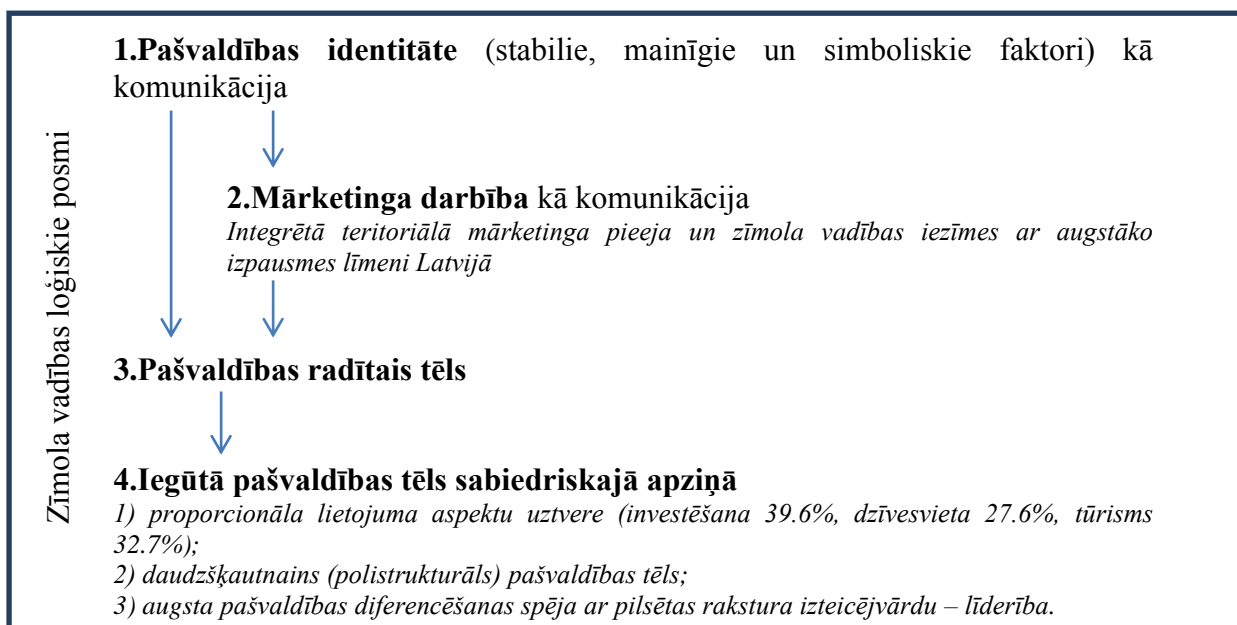 Zīmola vadības loģiskie posmi
1.Pašvaldības identitāte (stabilie, mainīgie un simboliskie faktori) kā
komunikācija
2.Mārketinga darbība kā komunikācija
Integrētā teritoriālā mārketinga pieeja un zīmola vadības iezīmes ar augstāko
izpausmes līmeni Latvijā
3.Pašvaldības radītais tēls
4.Iegūtā pašvaldības tēls sabiedriskajā apziņā
1) proporcionāla lietojuma aspektu uztvere (investēšana 39.6%, dzīvesvieta 27.6%, tūrisms
32.7%);
2) daudzšķautnains (polistrukturāls) pašvaldības tēls;
3) augsta pašvaldības diferencēšanas spēja ar pilsētas rakstura izteicējvārdu – līderība.